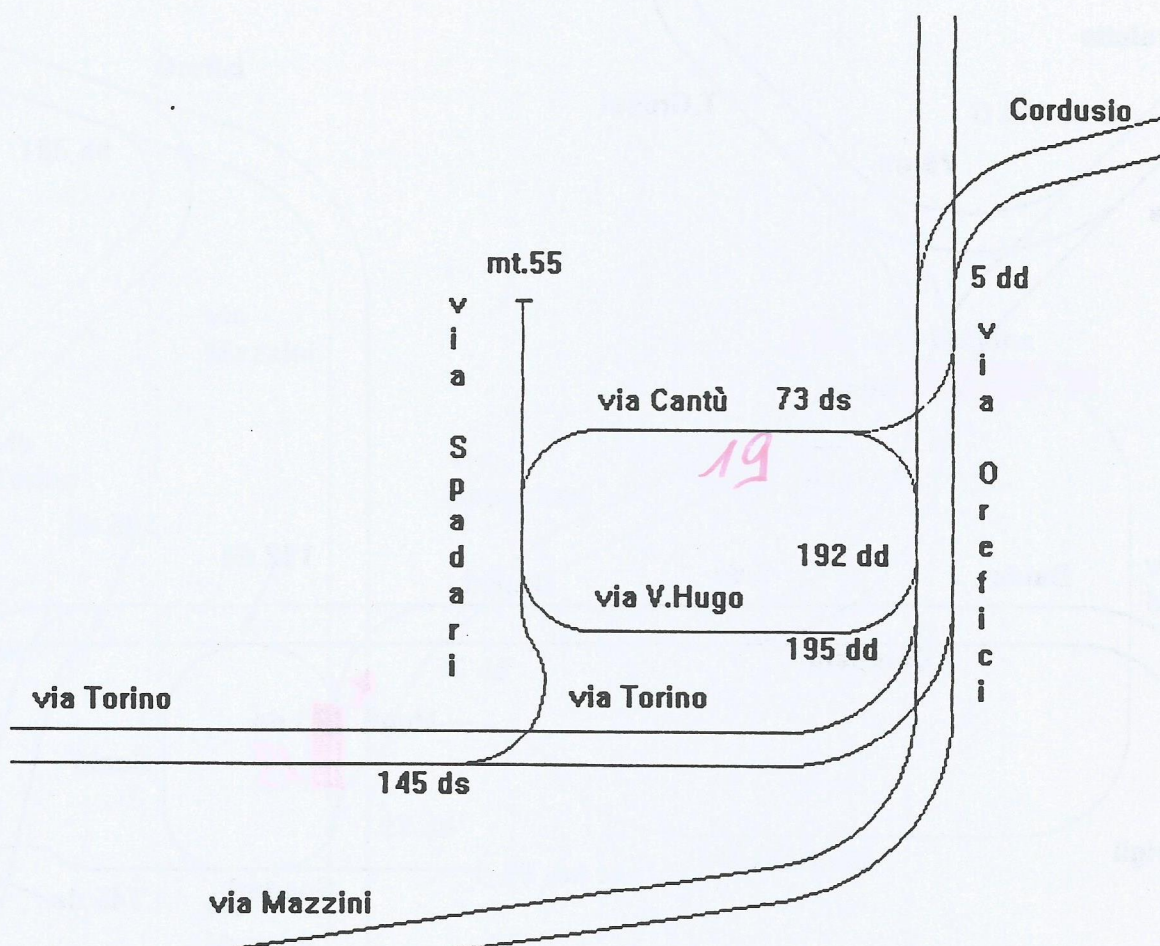 Cordusio
mt.55
5 dd
via Spadari
via Orefici
via Cantù 73 ds
19
192 dd
via V.Hugo
195 dd
via Torino
via Torino
145 ds
via Mazzini